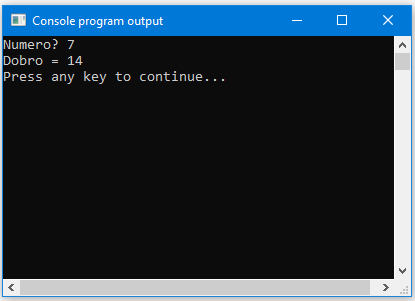 Console program output
Numero? 7
Dobro = 14
Press any key to continue...